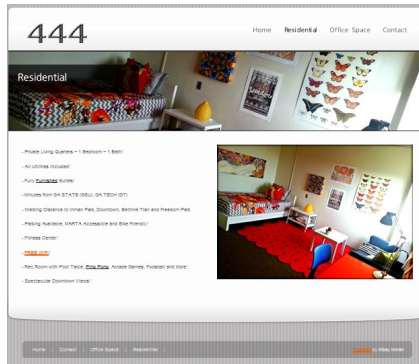 444
Home Residential Office Space Contact
Residential
- Private Living Quarters – 1 Bedroom – 1 Bath!
- All Utilities Included!
- Fully Furnished Suites!
- Minutes from GA STATE (GSU), GA TECH (GT)
- Walking Distance to Inman Park, Downtown, Beltline Trail and Freedom Park
- Parking Available, MARTA Accessible and Bike Friendly!
- Fitness Center!
- FREE WiFi!
- Rec Room with Pool Table, Ping Pong, Arcade Games, Foosball and More!
- Spectacular Downtown Views!
Home | Contact | Office Space | Residential |
by Abbey